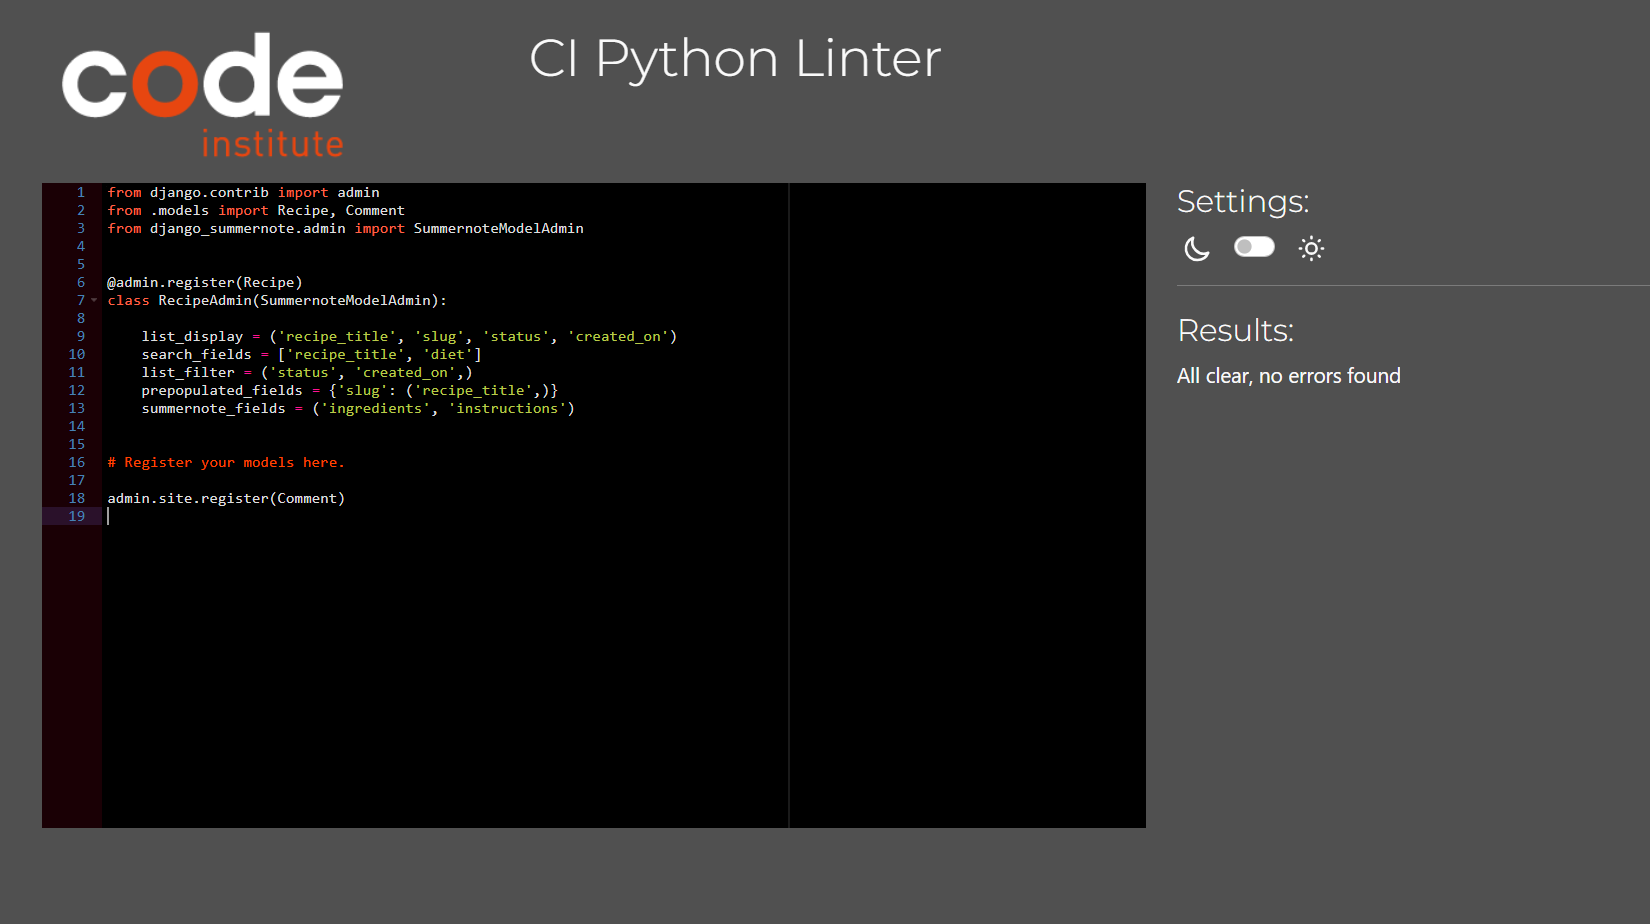 code
institute
CI Python Linter
1 from django.contrib import admin
2 from .models import Recipe, Comment
3 from django_summernote.admin import SummernoteModelAdmin
4
5
6 @admin.register(Recipe)
7 class RecipeAdmin(SummernoteModelAdmin):
8
9     list_display = ('recipe_title', 'slug', 'status', 'created_on')
10     search_fields = ['recipe_title', 'diet']
11     list_filter = ('status', 'created_on',)
12     prepopulated_fields = {'slug': ('recipe_title',)}
13     summernote_fields = ('ingredients', 'instructions')
14
15
16 # Register your models here.
17
18 admin.site.register(Comment)
19
Settings:
Results:
All clear, no errors found